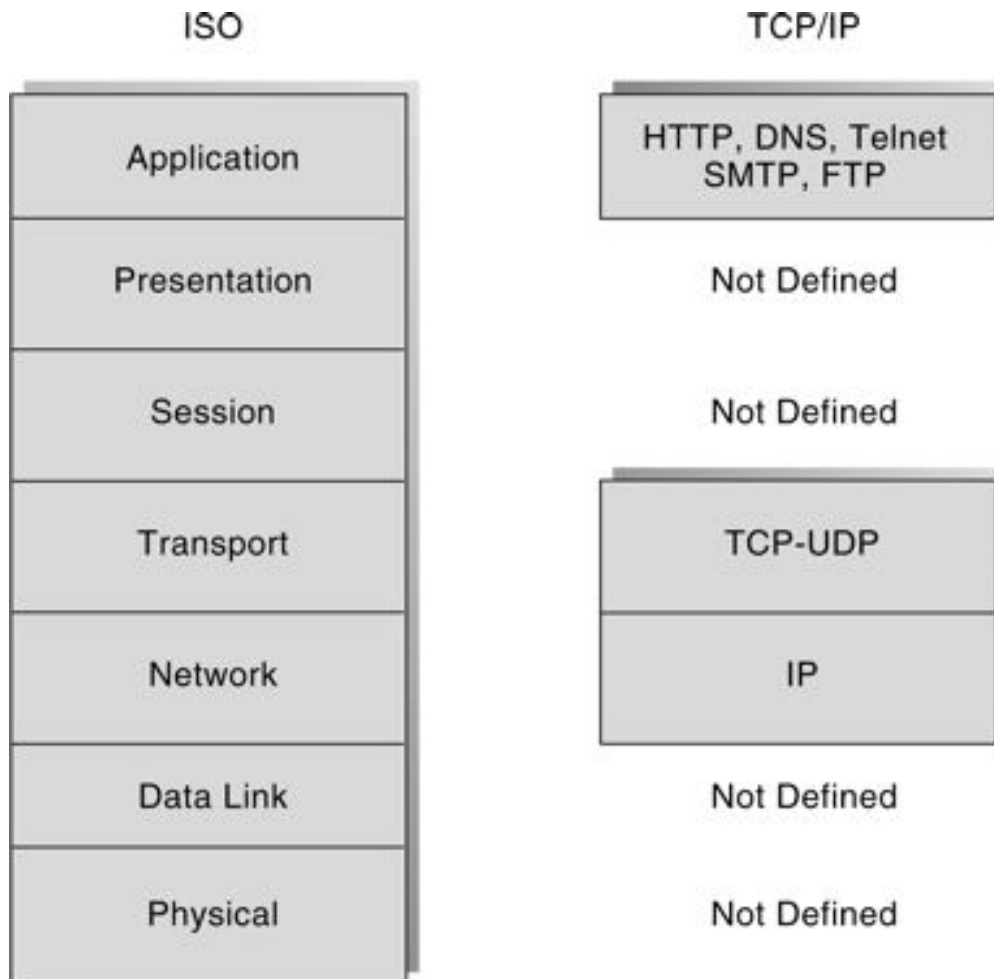 ISO
TCP/IP
Application
HTTP, DNS, Telnet
SMTP, FTP
Presentation
Not Defined
Session
Not Defined
Transport
TCP-UDP
Network
IP
Data Link
Not Defined
Physical
Not Defined